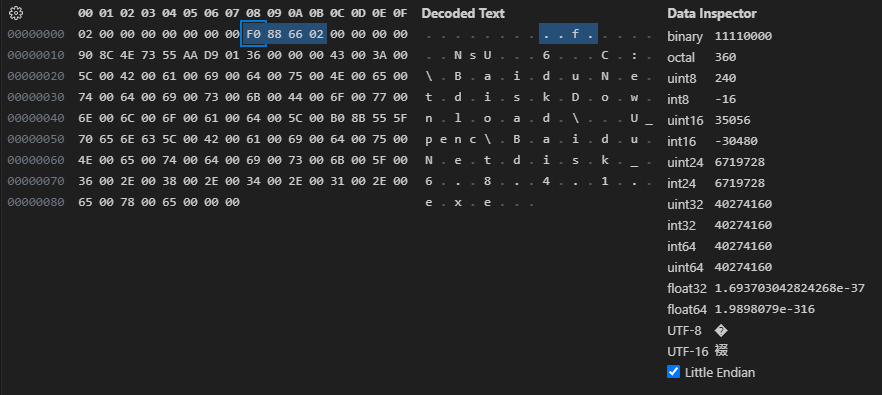 00 01 02 03 04 05 06 07 08 09 0A 0B 0C 0D 0E 0F Decoded Text Data Inspector
00000000 02 00 00 00 00 00 00 00 F0 88 66 02 00 00 00 00 . . . . . . . . . . f . . . . .
00000010 90 8C 4E 73 55 AA D9 01 36 00 00 00 43 00 3A 00 . . N s U . . . 6 . . . C . : .
00000020 5C 00 42 00 61 00 69 00 64 00 75 00 4E 00 65 00 \ . B . a . i . d . u . N . e .
00000030 74 00 64 00 69 00 73 00 6B 00 44 00 6F 00 77 00 t . d . i . s . k . D . o . w .
00000040 6E 00 6C 00 6F 00 61 00 64 00 5C 00 B0 8B 55 5F n . l . o . a . d . \ . . . U _
00000050 70 65 6E 63 5C 00 42 00 61 00 69 00 64 00 75 00 p e n c \ . B . a . i . d . u .
00000060 4E 00 65 00 74 00 64 00 69 00 73 00 6B 00 5F 00 N . e . t . d . i . s . k . _ .
00000070 36 00 2E 00 38 00 2E 00 34 00 2E 00 31 00 2E 00 6 . . . 8 . . . 4 . . . 1 . . .
00000080 65 00 78 00 65 00 00 00 e . x . e . . .
binary 11110000
octal 360
uint8 240
int8 -16
uint16 35056
int16 -30480
uint24 6719728
int24 6719728
uint32 40274160
int32 40274160
int64 40274160
uint64 40274160
float32 1.693703042824268e-37
float64 1.9898079e-316
UTF-8 �
UTF-16 裰
Little Endian